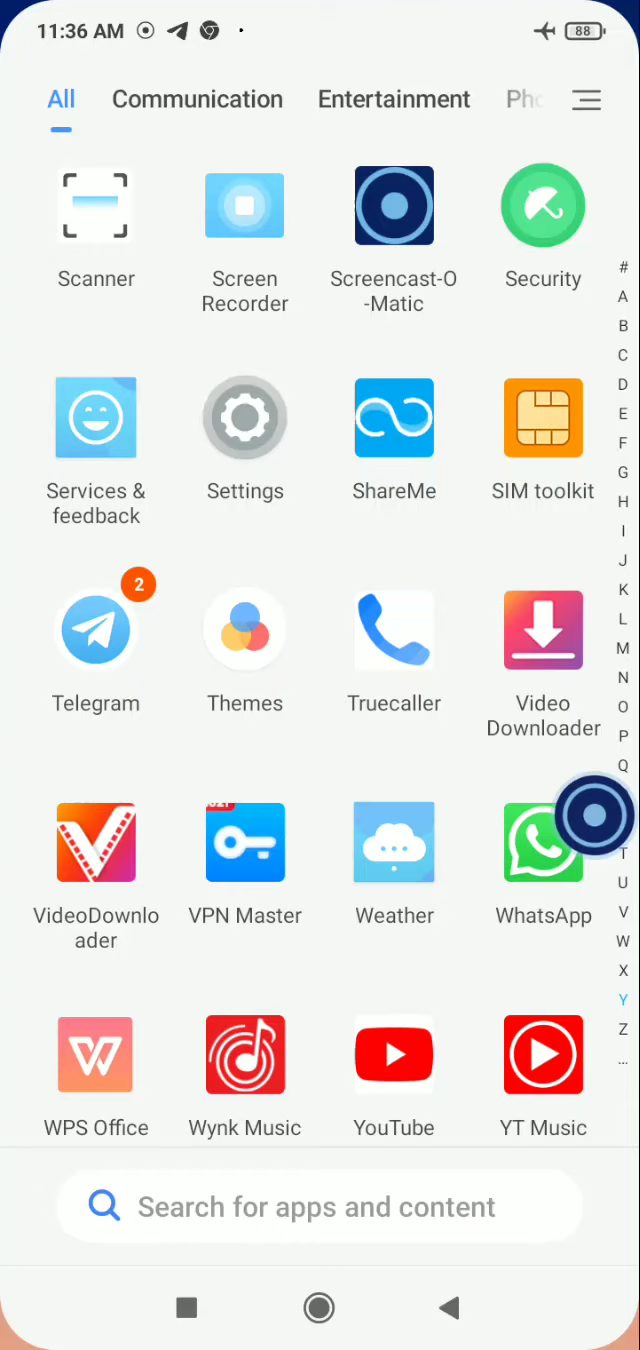 11:36 AM
88
All Communication Entertainment
Scanner
Screen
Recorder
Screencast-O
-Matic
Security
Services &
feedback
Settings
ShareMe
SIM toolkit
2
Telegram
Themes
Truecaller
Video
Downloader
VideoDownlo
ader
VPN Master
Weather
WhatsApp
WPS Office
Wynk Music
YouTube
YT Music
#
A
B
C
D
E
F
G
H
I
J
K
L
M
N
O
P
Q
T
U
V
W
X
Y
Z
...
Search for apps and content